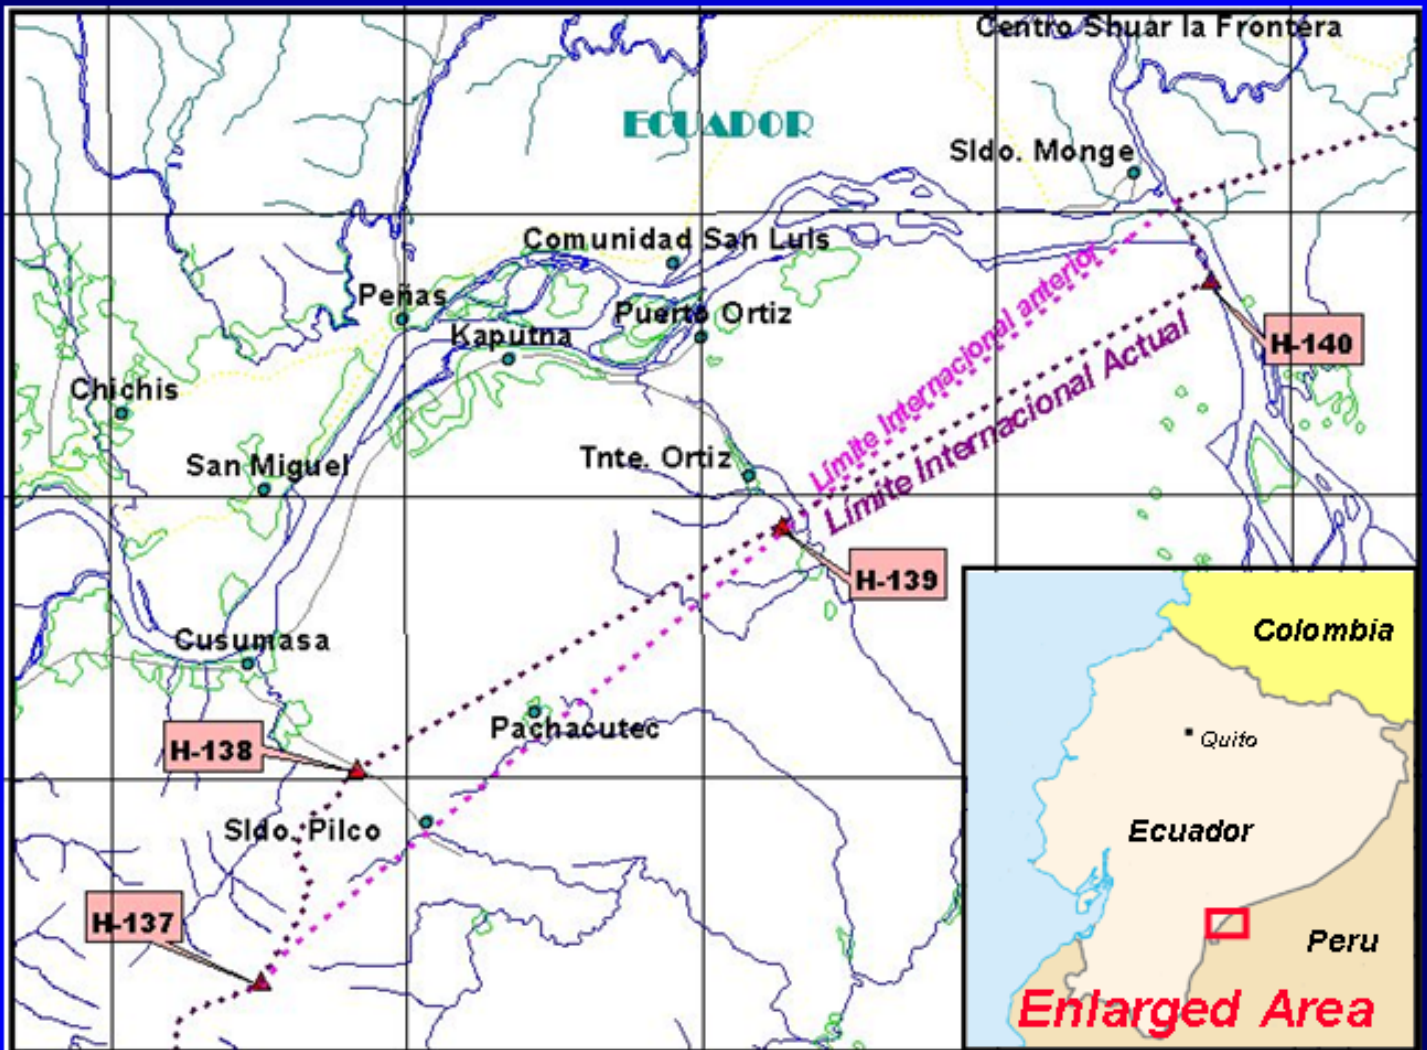 Centro Shuar la Frontera
ECUADOR
Sldo. Monge
Comunidad San Luis
Peñas
Puerto Ortiz
Kaputna
Límite Internacional anterior
H-140
Chichis
Límite Internacional Actual
San Miguel
Tnte. Ortiz
H-139
Cusumasa
Pachacutec
H-138
Sldo. Pilco
H-137
Colombia
Quito
Ecuador
Peru
Enlarged Area